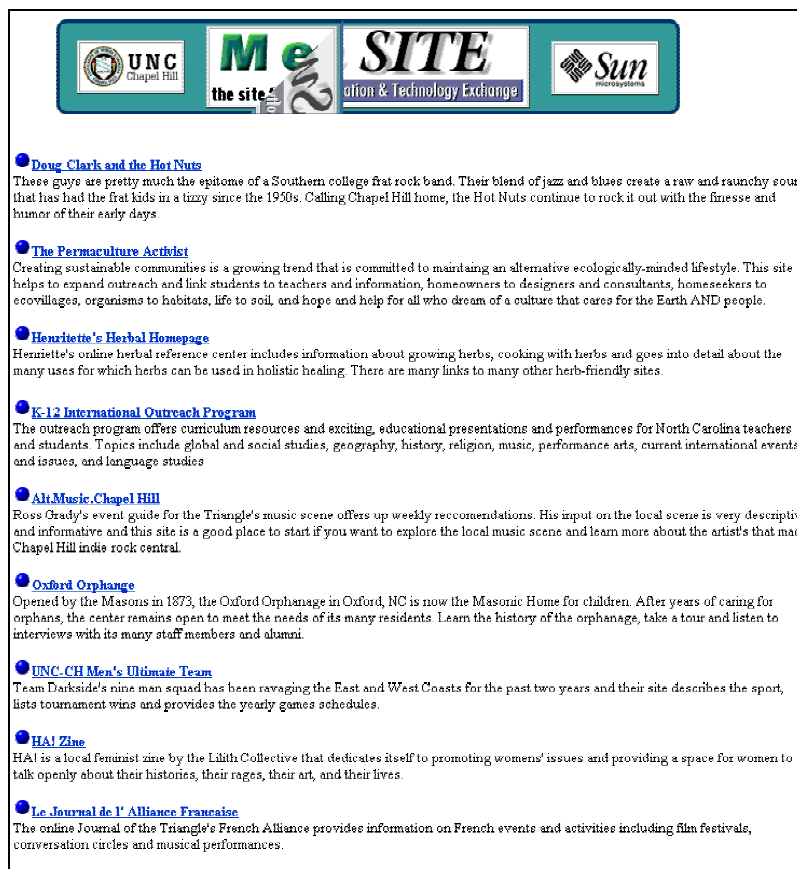 UNC
Chapel Hill
Me SITE
the site ation & Technology Exchange
Sun
microsystems
Doug Clark and the Hot Nuts
These guys are pretty much the epitome of a Southern college frat rock band. Their blend of jazz and blues create a raw and raunchy sour
that has had the frat kids in a tizzy since the 1950s. Calling Chapel Hill home, the Hot Nuts continue to rock it out with the finesse and
humor of their early days.
The Permaculture Activist
Creating sustainable communities is a growing trend that is committed to maintaing an alternative ecologically-minded lifestyle. This site
helps to expand outreach and link students to teachers and information, homeowners to designers and consultants, homeseekers to
ecovillages, organisms to habitats, life to soil, and hope and help for all who dream of a culture that cares for the Earth AND people.
Henritette's Herbal Homepage
Henriette's online herbal reference center includes information about growing herbs, cooking with herbs and goes into detail about the
many uses for which herbs can be used in holistic healing. There are many links to many other herb-friendly sites.
K-12 International Outreach Program
The outreach program offers curriculum resources and exciting, educational presentations and performances for North Carolina teachers
and students. Topics include global and social studies, geography, history, religion, music, performance arts, current international events
and issues, and language studies
Alt.Music.Chapel Hill
Ross Grady's event guide for the Triangle's music scene offers up weekly reccomendations. His input on the local scene is very descriptiv
and informative and this site is a good place to start if you want to explore the local music scene and learn more about the artist's that mad
Chapel Hill indie rock central.
Oxford Orphange
Opened by the Masons in 1873, the Oxford Orphanage in Oxford, NC is now the Masonic Home for children. After years of caring for
orphans, the center remains open to meet the needs of its many residents. Learn the history of the orphanage, take a tour and listen to
interviews with its many staff members and alumni.
UNC-CH Men's Ultimate Team
Team Darkside's nine man squad has been ravaging the East and West Coasts for the past two years and their site describes the sport,
lists tournament wins and provides the yearly games schedules.
HA! Zine
HA! is a local feminist zine by the Lilith Collective that dedicates itself to promoting womens' issues and providing a space for women to
talk openly about their histories, their rages, their art, and their lives.
Le Journal de l' Alliance Francaise
The online Journal of the Triangle's French Alliance provides information on French events and activities including film festivals,
conversation circles and musical performances.